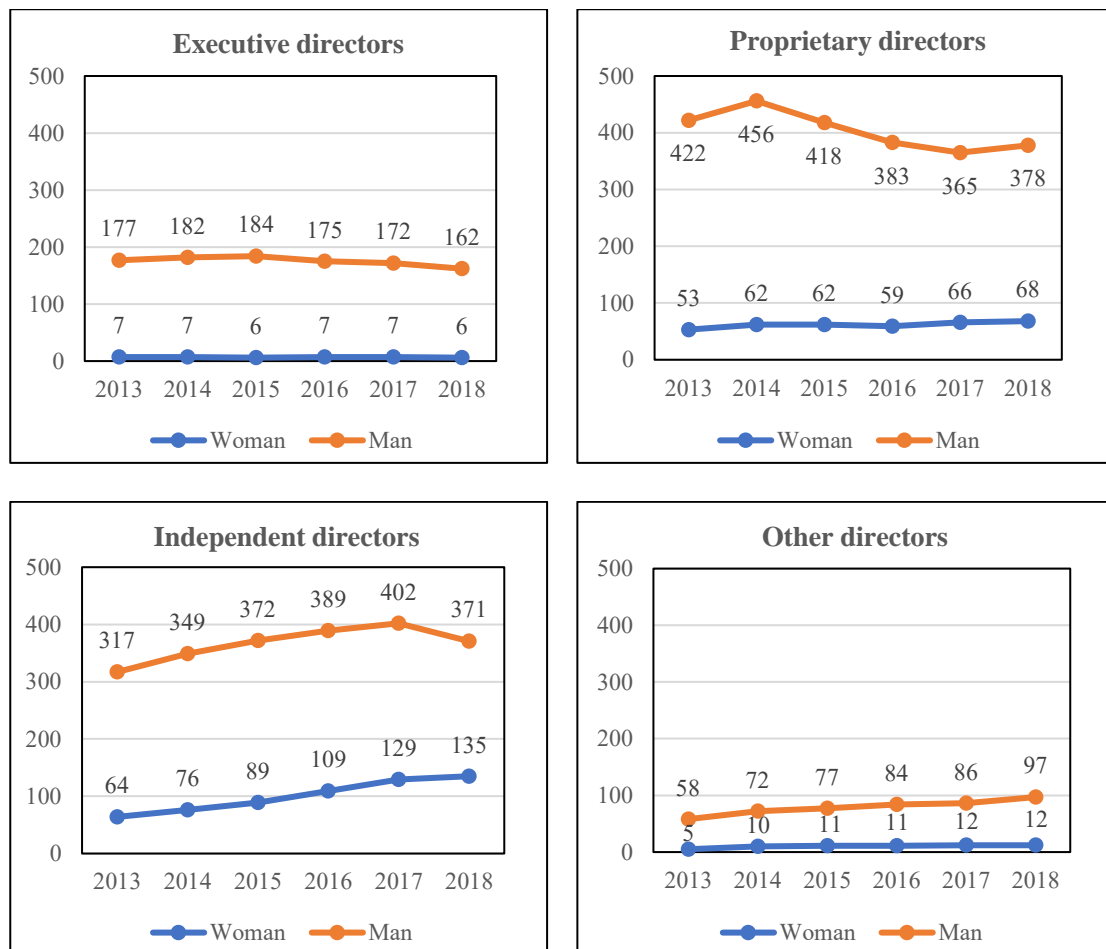 Executive directors
500
400
300
200
100
0
177 182 184 175 172 162
7 7 6 7 7 6
2013 2014 2015 2016 2017 2018
Woman Man
Proprietary directors
500
400
300
200
100
0
422 456 418 383 365 378
53 62 62 59 66 68
2013 2014 2015 2016 2017 2018
Woman Man
Independent directors
500
400
300
200
100
0
317 349 372 389 402 371
64 76 89 109 129 135
2013 2014 2015 2016 2017 2018
Woman Man
Other directors
500
400
300
200
100
0
58 72 77 84 86 97
5 10 11 11 12 12
2013 2014 2015 2016 2017 2018
Woman Man